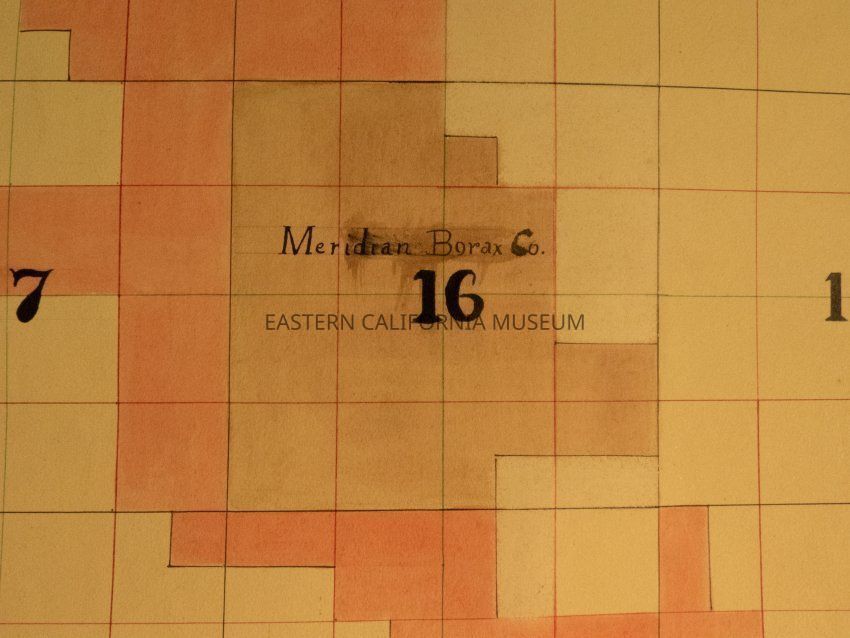 Meridian Borax Co.
7 16 1
EASTERN CALIFORNIA MUSEUM